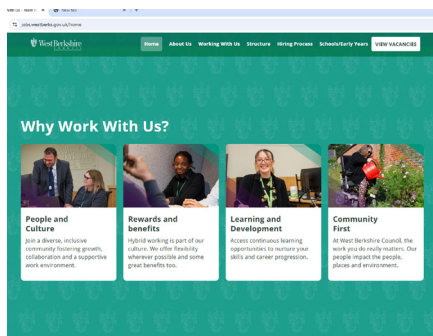 jobs.westberks.gov.uk/home
West Berkshire
COUNCIL
Home About Us Working With Us Structure Hiring Process Schools/Early Years VIEW VACANCIES
Why Work With Us?
People and
Culture
Join a diverse, inclusive
community fostering growth,
collaboration and a supportive
work environment.
Rewards and
benefits
Hybrid working is part of our
culture. We offer flexibility
wherever possible and some
great benefits too.
Learning and
Development
Access continuous learning
opportunities to nurture your
skills and career progression.
Community
First
At West Berkshire Council, the
work you do really matters. Our
people impact the people,
places and environment.